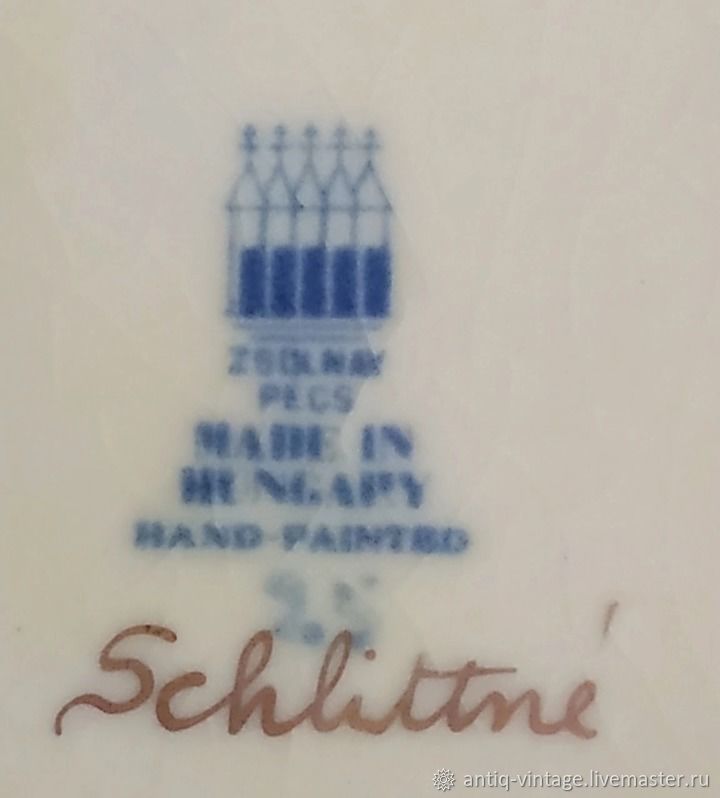 ZSOLNAY
PECS
MADE IN
HUNGARY
HAND-PAINTED
Schlittné
antiq-vintage.livemaster.ru